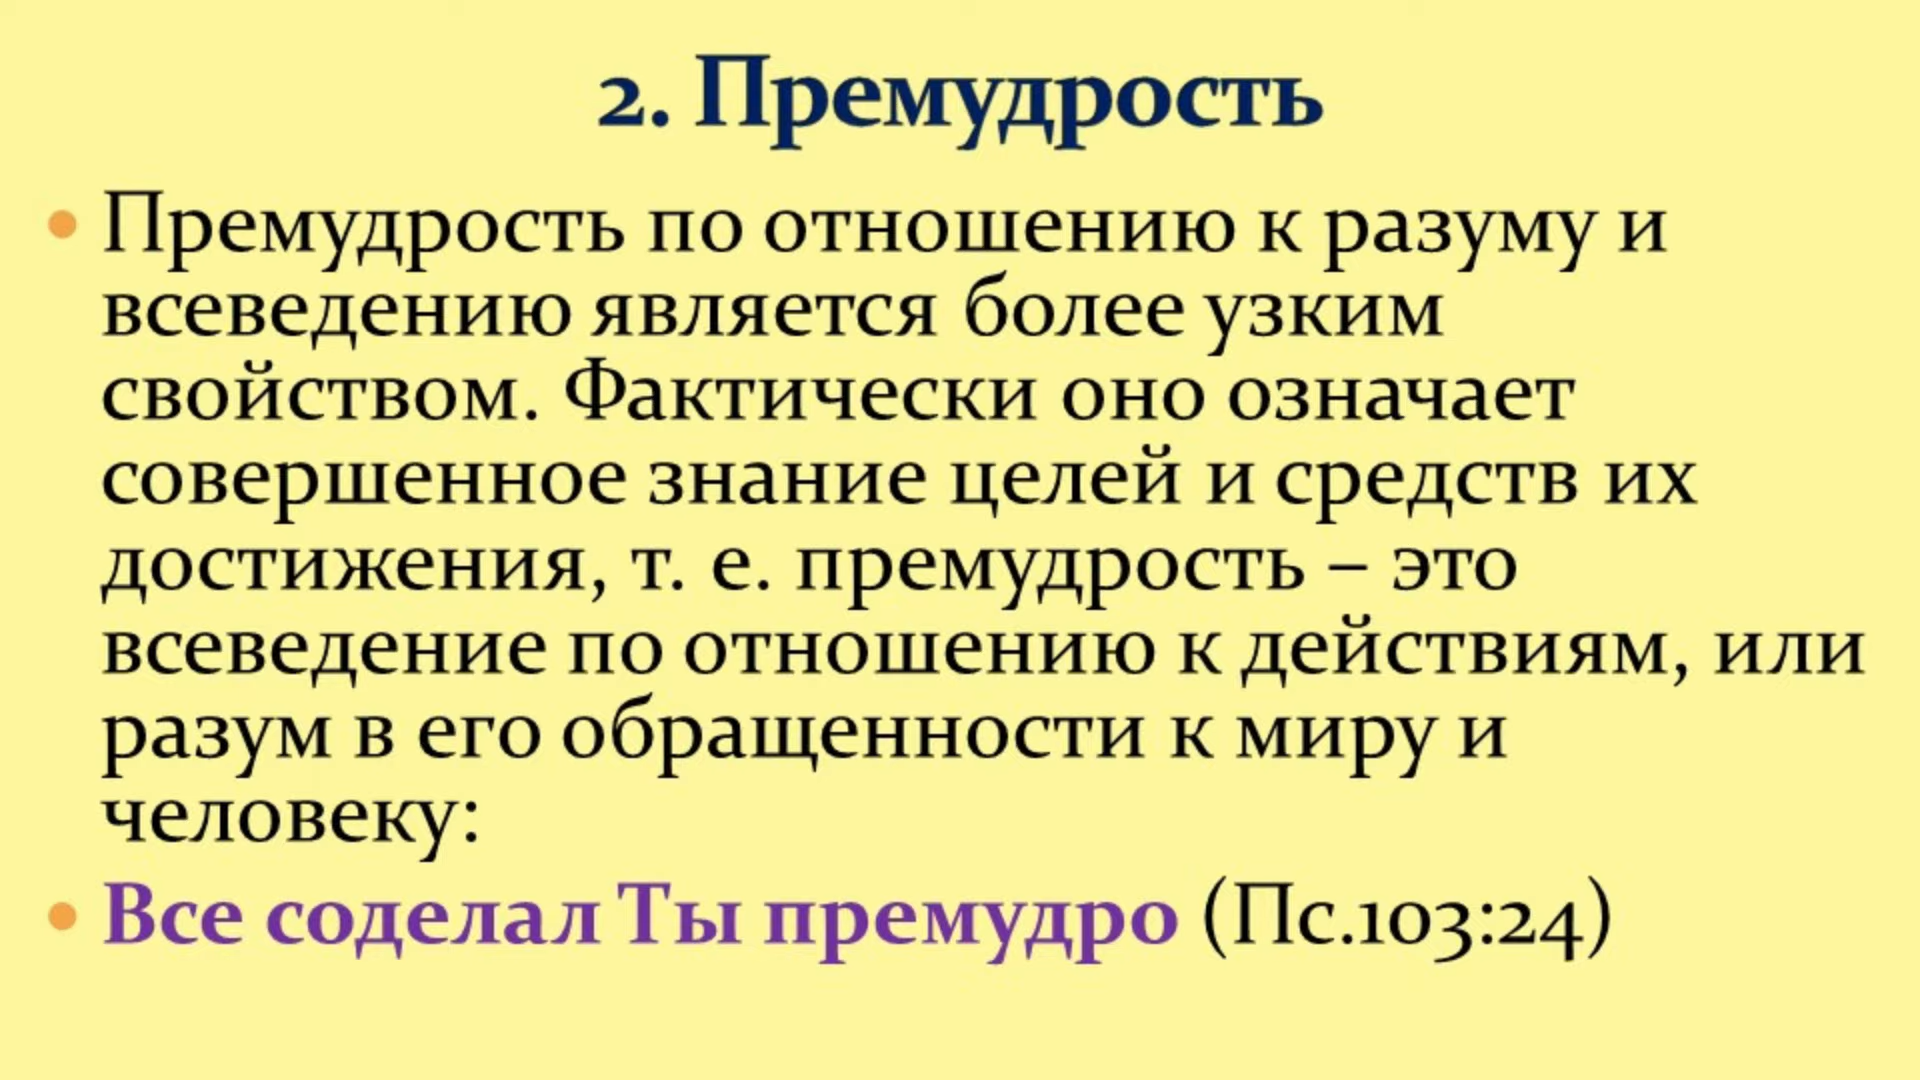 2. Премудрость
• Премудрость по отношению к разуму и
всеведению является более узким
свойством. Фактически оно означает
совершенное знание целей и средств их
достижения, т. е. премудрость – это
всеведение по отношению к действиям, или
разум в его обращенности к миру и
человеку:
• Все соделал Ты премудро (Пс.103:24)